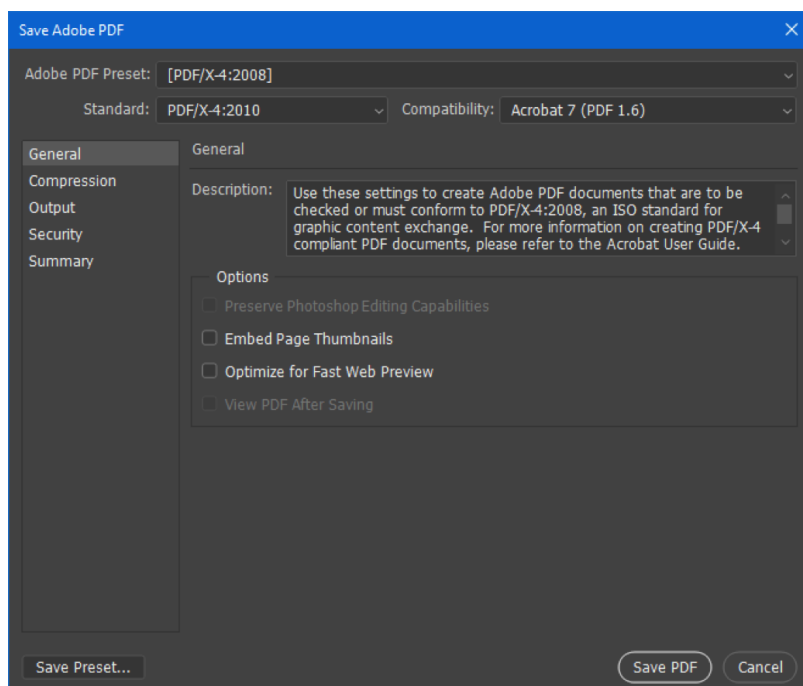 Save Adobe PDF
Adobe PDF Preset: [PDF/X-4:2008]
Standard: PDF/X-4:2010 Compatibility: Acrobat 7 (PDF 1.6)
General
Compression
Output
Security
Summary
General
Description: Use these settings to create Adobe PDF documents that are to be
checked or must conform to PDF/X-4:2008, an ISO standard for
graphic content exchange.  For more information on creating PDF/X-4
compliant PDF documents, please refer to the Acrobat User Guide.
Options
Preserve Photoshop Editing Capabilities
Embed Page Thumbnails
Optimize for Fast Web Preview
View PDF After Saving
Save Preset... Save PDF Cancel